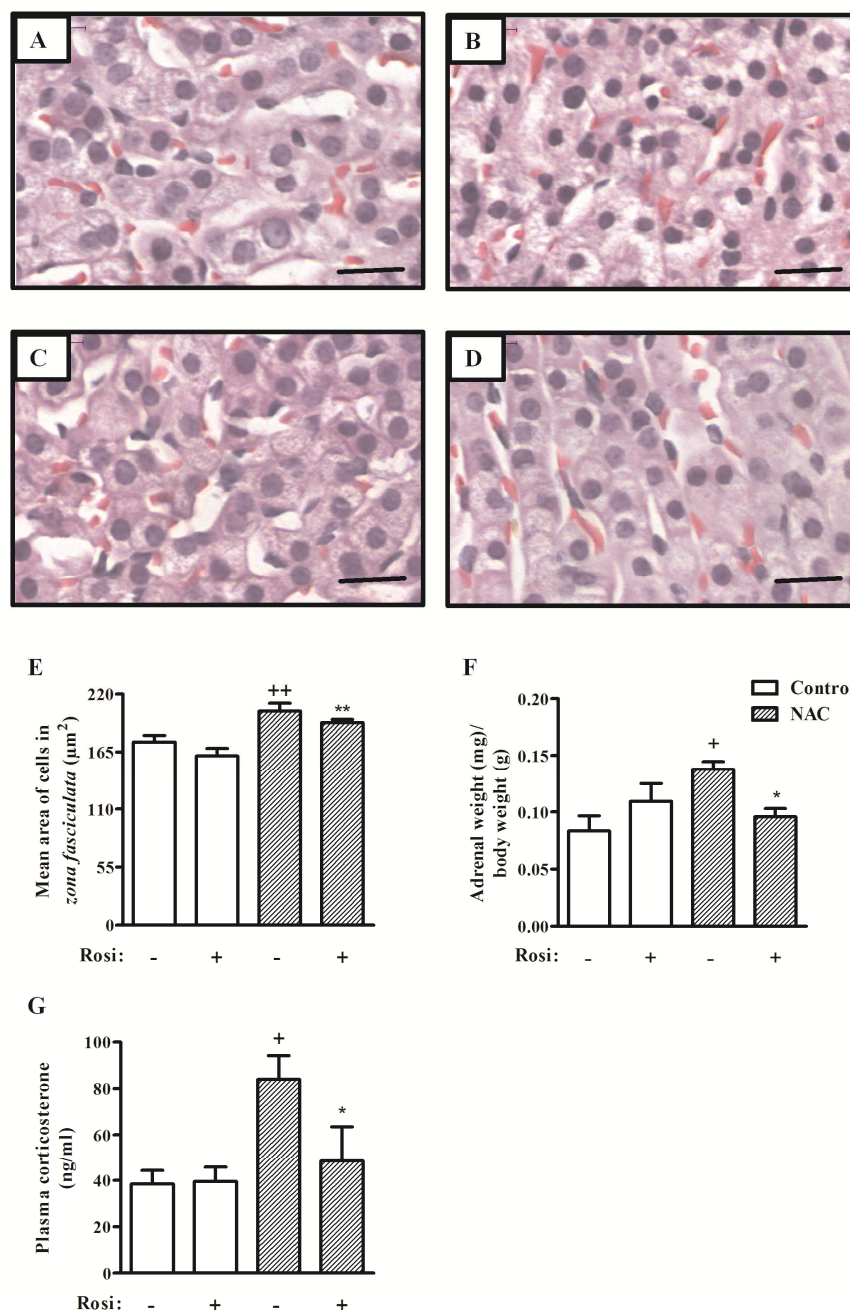 A
B
C
D
E
Mean area of cells in
zona fasciculata (µm²)
220
165
110
55
0
++
**
Rosi: - + - +
F
Contro
NAC
Adrenal weight (mg)/
body weight (g)
0.20
0.15
0.10
0.05
0.00
+
*
Rosi: - + - +
G
Plasma corticosterone
(ng/ml)
100
80
60
40
20
0
+
*
Rosi: - + - +